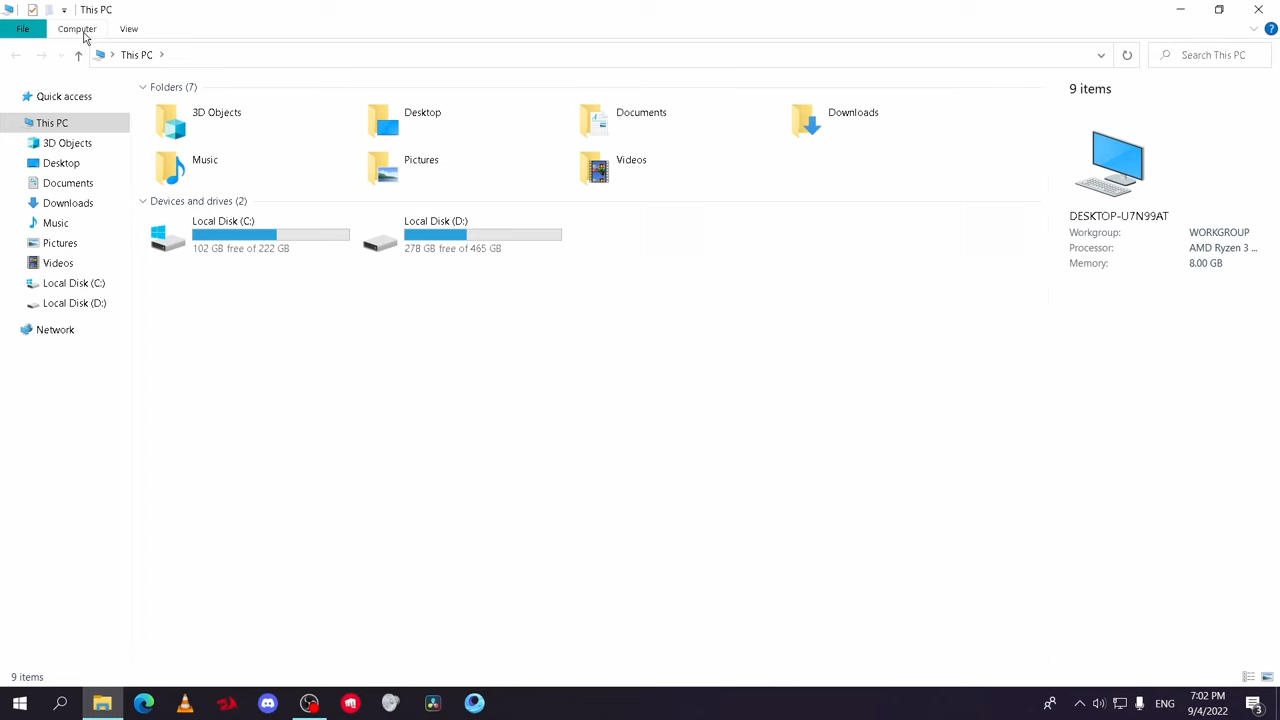 This PC
File
Computer
View
This PC
Search This PC
Quick access
This PC
3D Objects
Desktop
Documents
Downloads
Music
Pictures
Videos
Local Disk (C:)
Local Disk (D:)
Network
Folders (7)
3D Objects
Desktop
Documents
Downloads
Music
Pictures
Videos
Devices and drives (2)
Local Disk (C:)
102 GB free of 222 GB
Local Disk (D:)
278 GB free of 465 GB
9 items
DESKTOP-U7N99AT
Workgroup: WORKGROUP
Processor: AMD Ryzen 3 ...
Memory: 8.00 GB
9 items
ENG
7:02 PM
9/4/2022
3